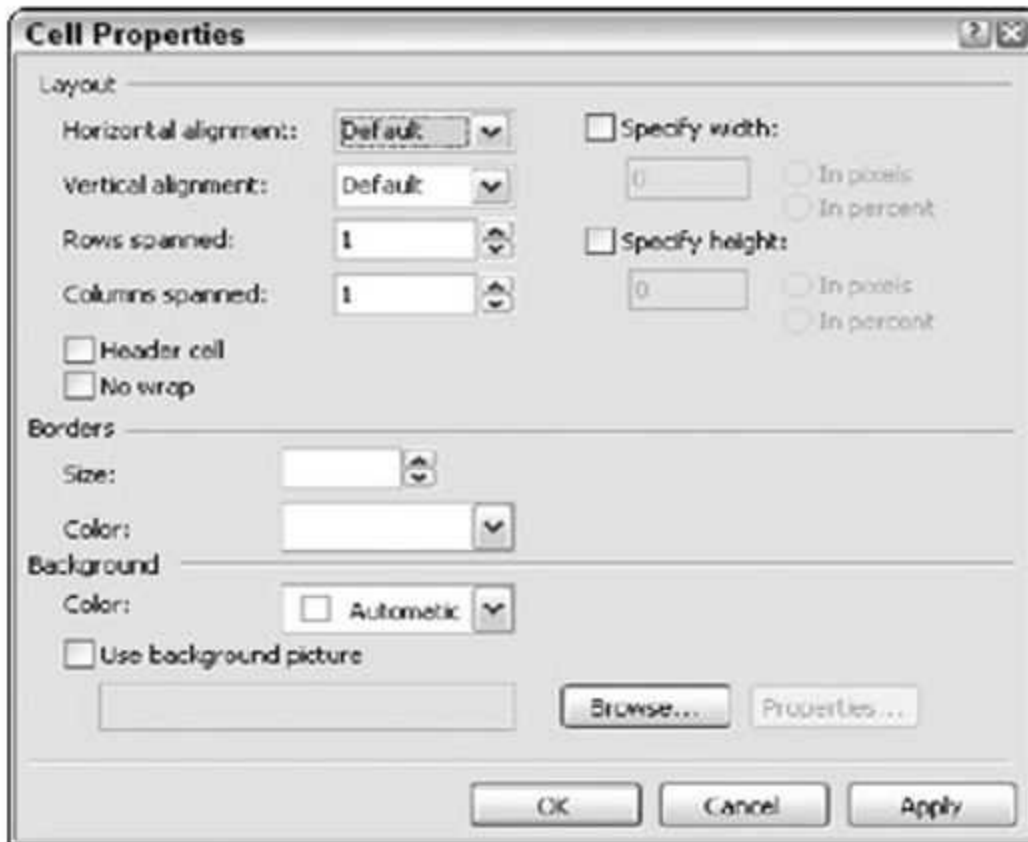 Cell Properties
Layout
Horizontal alignment: Default
Specify width:
Vertical alignment: Default
0
In pixels
In percent
Rows spanned: 1
Specify height:
Columns spanned: 1
0
In pixels
In percent
Header cell
No wrap
Borders
Size:
Color:
Background
Color: Automatic
Use background picture
Browse...
Properties...
OK
Cancel
Apply